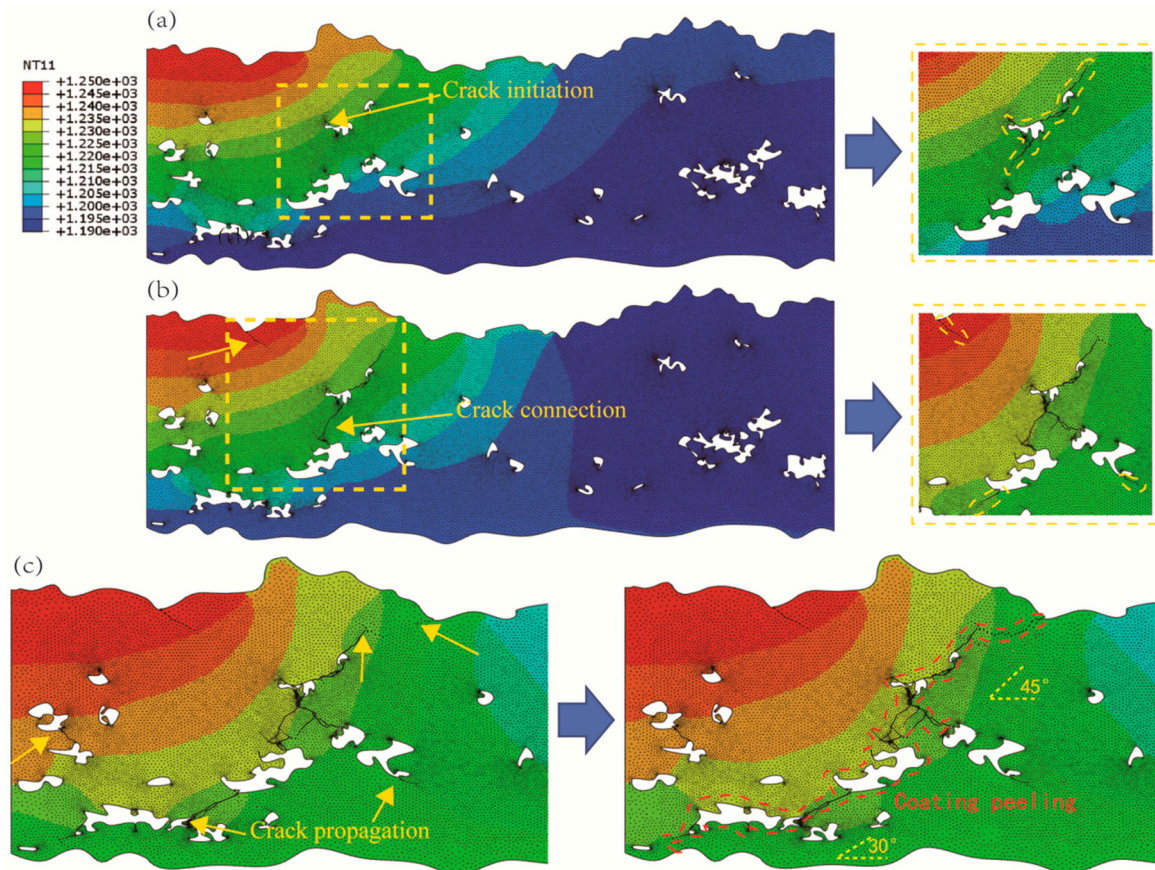 (a)
NT11
+1.250e+03
+1.245e+03
+1.240e+03
+1.235e+03
+1.230e+03
+1.225e+03
+1.220e+03
+1.215e+03
+1.210e+03
+1.205e+03
+1.200e+03
+1.195e+03
+1.190e+03
Crack initiation
(b)
Crack connection
(c)
Crack propagation
45°
Coating peeling
30°